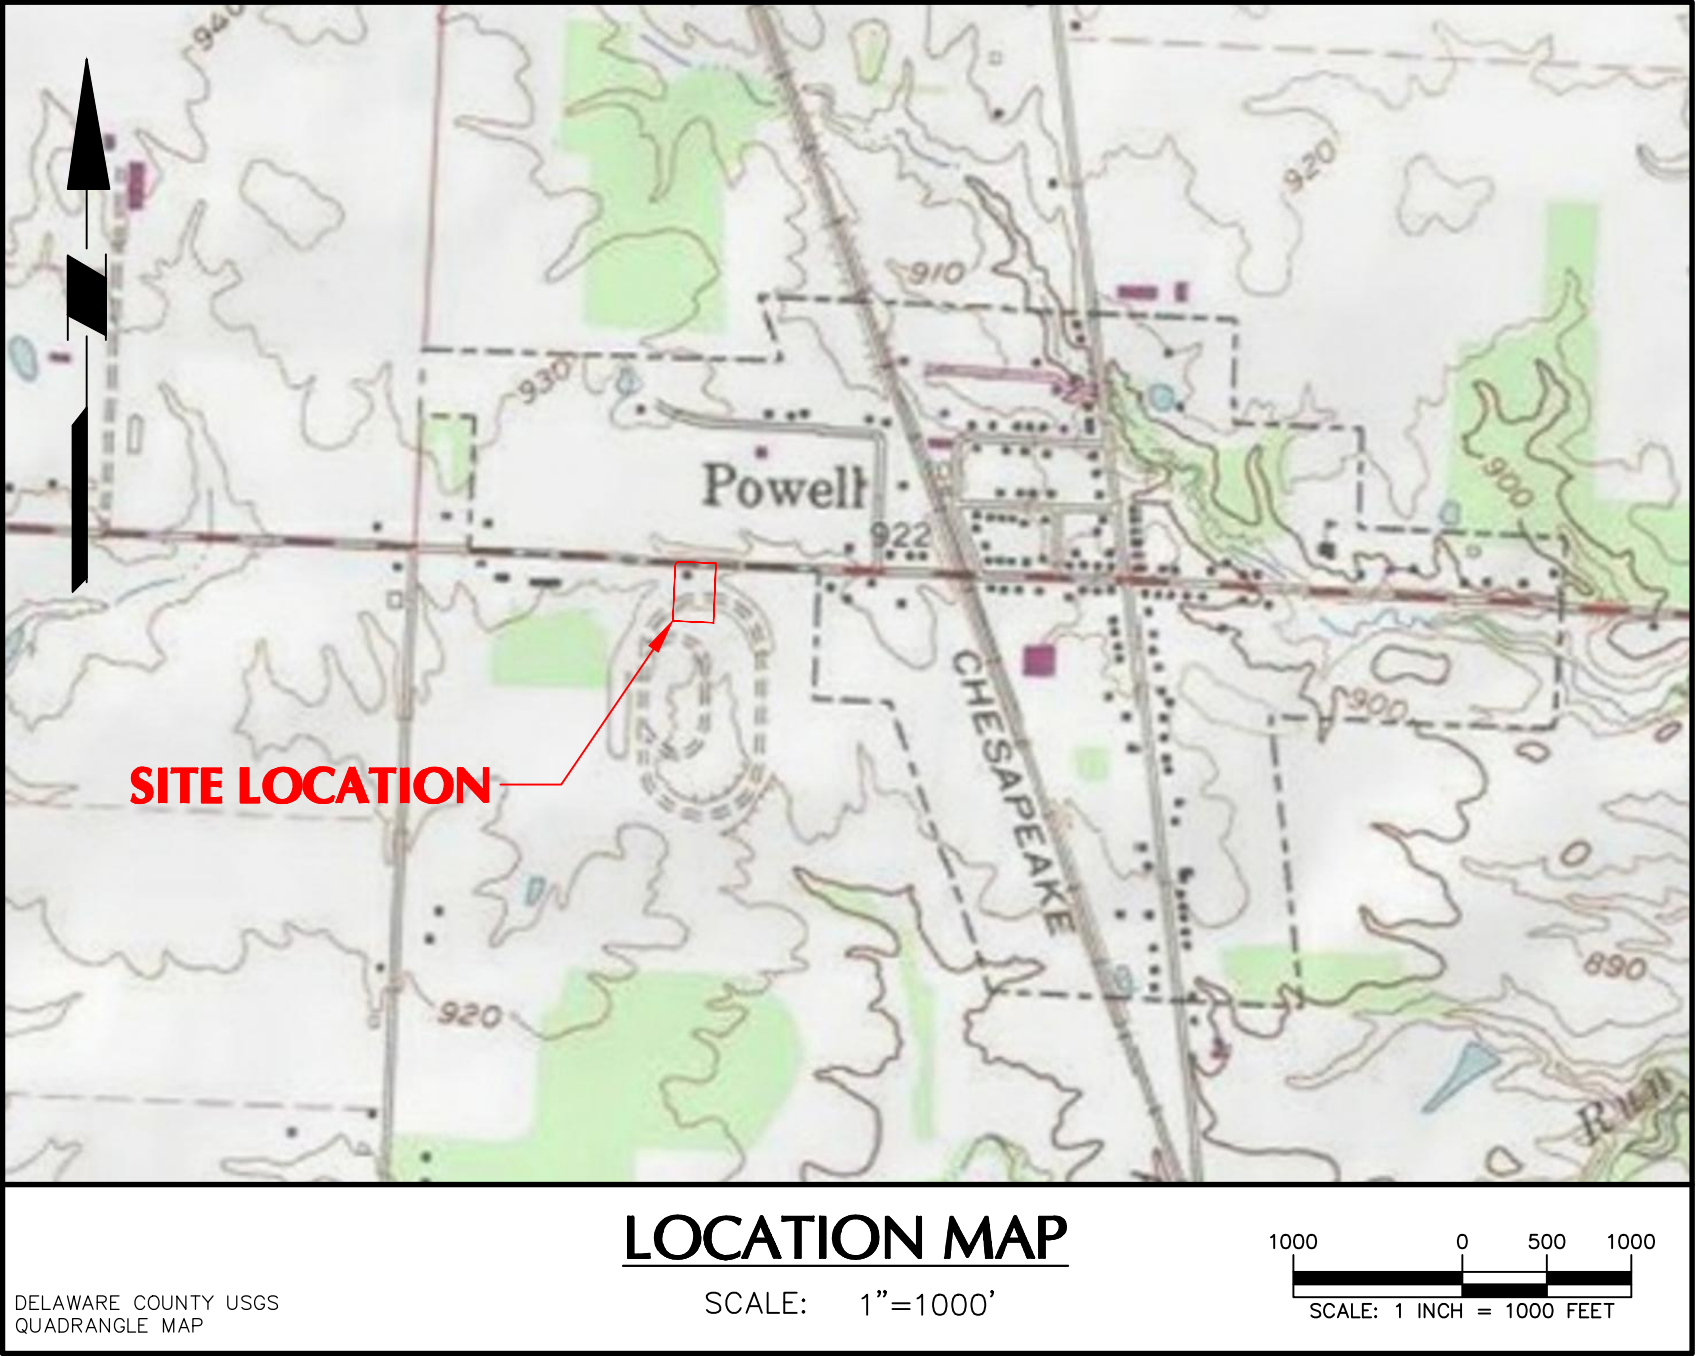 940
920
910
930
Powell
900
922
CHESAPEAKE
900
SITE LOCATION
890
920
Run
LOCATION MAP
SCALE: 1"=1000'
1000 0 500 1000
SCALE: 1 INCH = 1000 FEET
DELAWARE COUNTY USGS
QUADRANGLE MAP